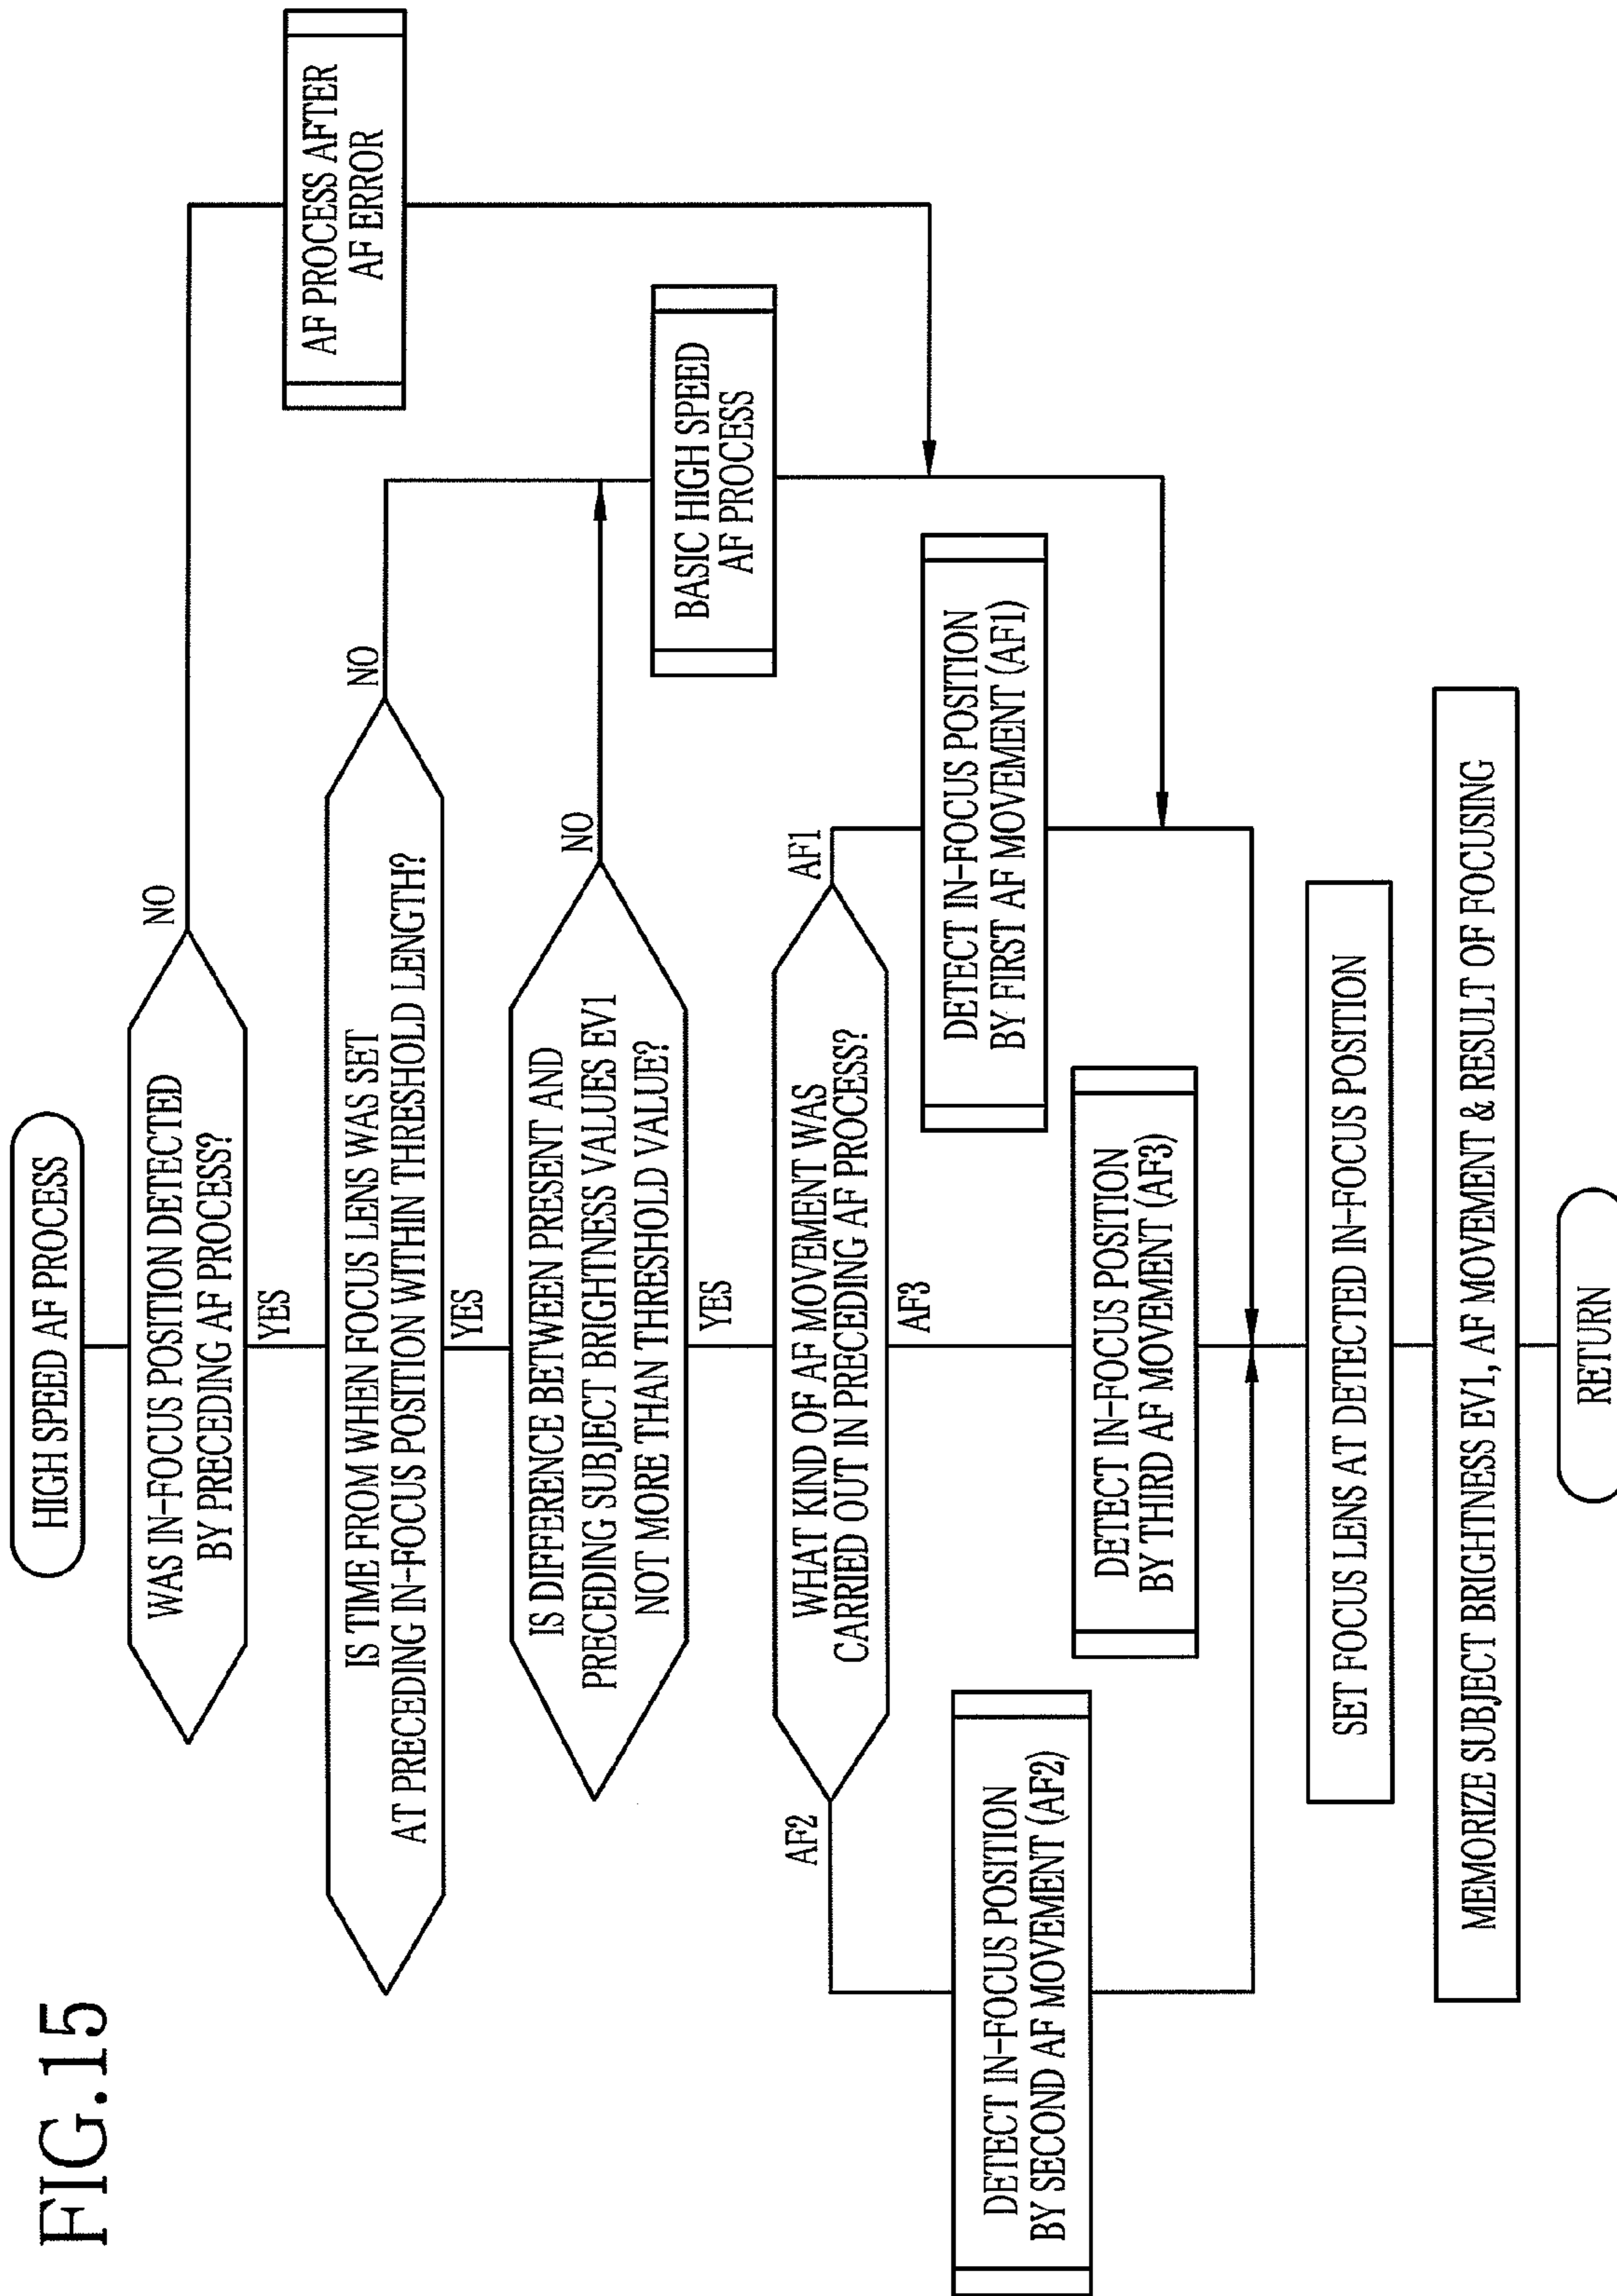 FIG.15
HIGH SPEED AF PROCESS
WAS IN-FOCUS POSITION DETECTED
BY PRECEDING AF PROCESS?
NO
YES
AF PROCESS AFTER
AF ERROR
IS TIME FROM WHEN FOCUS LENS WAS SET
AT PRECEDING IN-FOCUS POSITION WITHIN THRESHOLD LENGTH?
NO
YES
IS DIFFERENCE BETWEEN PRESENT AND
PRECEDING SUBJECT BRIGHTNESS VALUES EV1
NOT MORE THAN THRESHOLD VALUE?
NO
YES
BASIC HIGH SPEED
AF PROCESS
WHAT KIND OF AF MOVEMENT WAS
CARRIED OUT IN PRECEDING AF PROCESS?
AF2
AF3
AF1
DETECT IN-FOCUS POSITION
BY SECOND AF MOVEMENT (AF2)
DETECT IN-FOCUS POSITION
BY THIRD AF MOVEMENT (AF3)
DETECT IN-FOCUS POSITION
BY FIRST AF MOVEMENT (AF1)
SET FOCUS LENS AT DETECTED IN-FOCUS POSITION
MEMORIZE SUBJECT BRIGHTNESS EV1, AF MOVEMENT & RESULT OF FOCUSING
RETURN